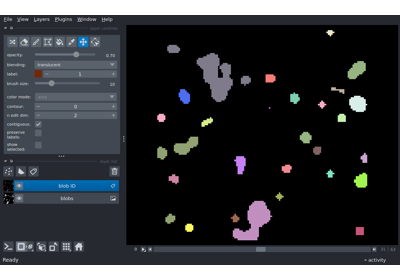 File View Layers Plugins Window Help
opacity: 0.70
blending: translucent
label: 1
brush size: 10
color mode:
contour: 0
n edit dim: 2
contiguous:
preserve labels:
show selected:
blob ID
blobs
Ready
activity